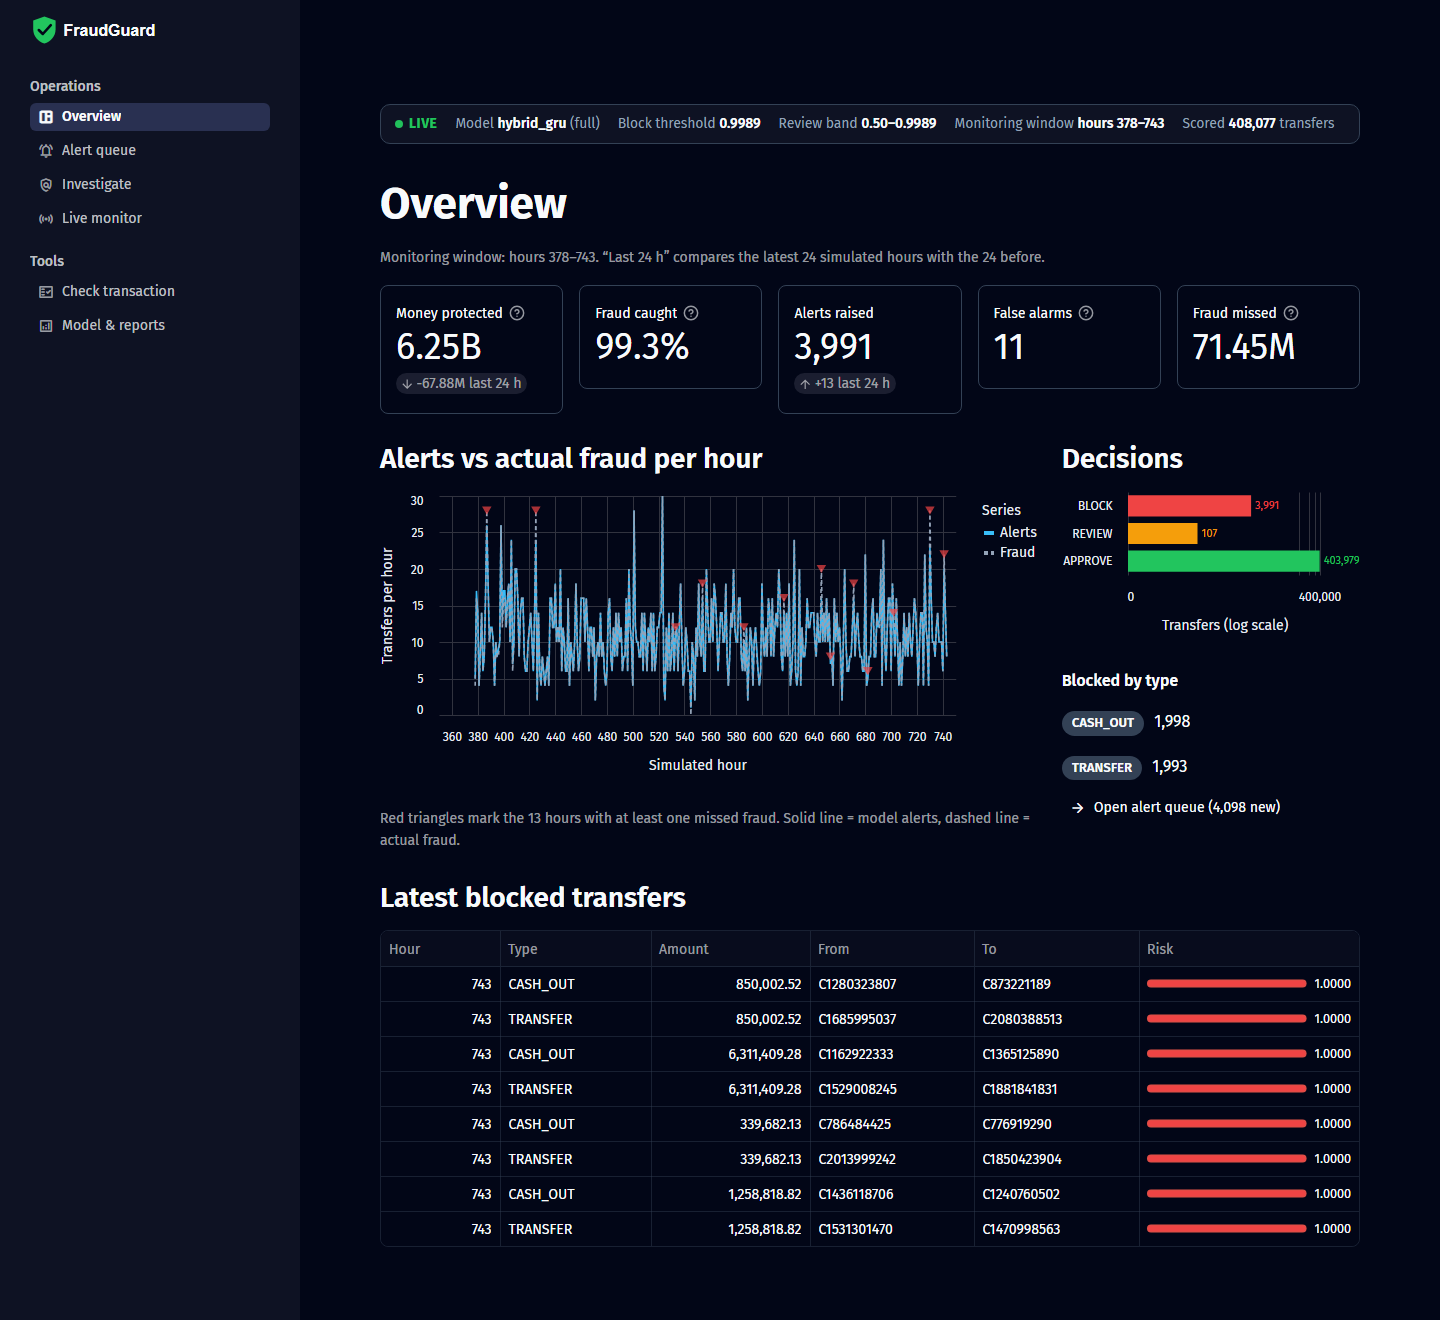 FraudGuard
Operations
Overview
Alert queue
Investigate
Live monitor
Tools
Check transaction
Model & reports
LIVE Model hybrid_gru (full) Block threshold 0.9989 Review band 0.50–0.9989 Monitoring window hours 378–743 Scored 408,077 transfers
Overview
Monitoring window: hours 378–743. “Last 24 h” compares the latest 24 simulated hours with the 24 before.
Money protected
6.25B
-67.88M last 24 h
Fraud caught
99.3%
Alerts raised
3,991
+13 last 24 h
False alarms
11
Fraud missed
71.45M
Alerts vs actual fraud per hour
Transfers per hour
30
25
20
15
10
5
0
360 380 400 420 440 460 480 500 520 540 560 580 600 620 640 660 680 700 720 740
Simulated hour
Series
Alerts
Fraud
Red triangles mark the 13 hours with at least one missed fraud. Solid line = model alerts, dashed line =
actual fraud.
Decisions
BLOCK 3,991
REVIEW 107
APPROVE 403,979
0 400,000
Transfers (log scale)
Blocked by type
CASH_OUT 1,998
TRANSFER 1,993
Open alert queue (4,098 new)
Latest blocked transfers
Hour Type Amount From To Risk
743 CASH_OUT 850,002.52 C1280323807 C873221189 1.0000
743 TRANSFER 850,002.52 C1685995037 C2080388513 1.0000
743 CASH_OUT 6,311,409.28 C1162922333 C1365125890 1.0000
743 TRANSFER 6,311,409.28 C1529008245 C1881841831 1.0000
743 CASH_OUT 339,682.13 C786484425 C776919290 1.0000
743 TRANSFER 339,682.13 C2013999242 C1850423904 1.0000
743 CASH_OUT 1,258,818.82 C1436118706 C1240760502 1.0000
743 TRANSFER 1,258,818.82 C1531301470 C1470998563 1.0000